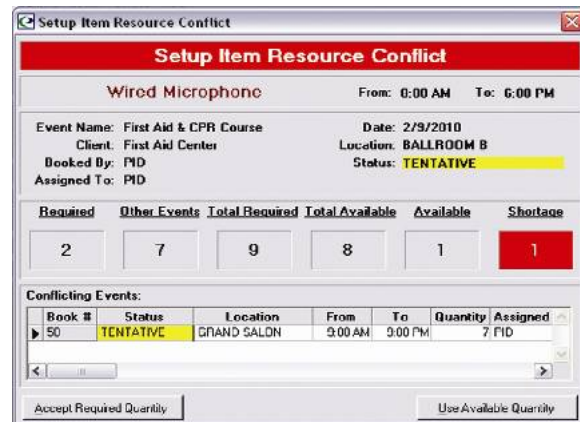 Setup Item Resource Conflict
Setup Item Resource Conflict
Wired Microphone From: 8:00 AM To: 6:00 PM
Event Name: First Aid & CPR Course Date: 2/9/2010
Client: First Aid Center Location: BALLROOM B
Booked By: PID Status: TENTATIVE
Assigned To: PID
Required Other Events Total Required Total Available Available Shortage
2 7 9 8 1 1
Conflicting Events:
Book # Status Location From To Quantity Assigned
50 TENTATIVE GRAND SALON 9:00 AM 9:00 PM 7 PID
Accept Required Quantity Use Available Quantity